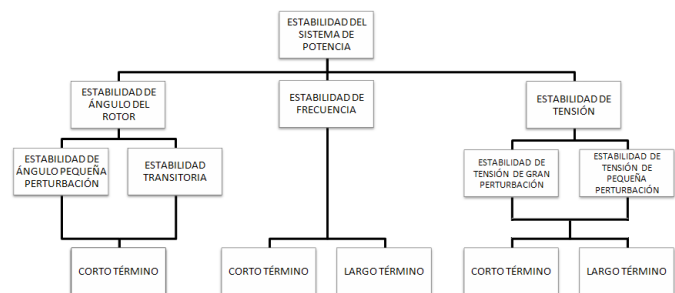 ESTABILIDAD DEL
SISTEMA DE
POTENCIA
ESTABILIDAD DE
ÁNGULO DEL
ROTOR
ESTABILIDAD DE
FRECUENCIA
ESTABILIDAD DE
TENSIÓN
ESTABILIDAD DE
ÁNGULO PEQUEÑA
PERTURBACIÓN
ESTABILIDAD
TRANSITORIA
ESTABILIDAD DE
TENSIÓN DE GRAN
PERTURBACIÓN
ESTABILIDAD DE
TENSIÓN DE
PEQUEÑA
PERTURBACIÓN
CORTO TÉRMINO
CORTO TÉRMINO
LARGO TÉRMINO
CORTO TÉRMINO
LARGO TÉRMINO